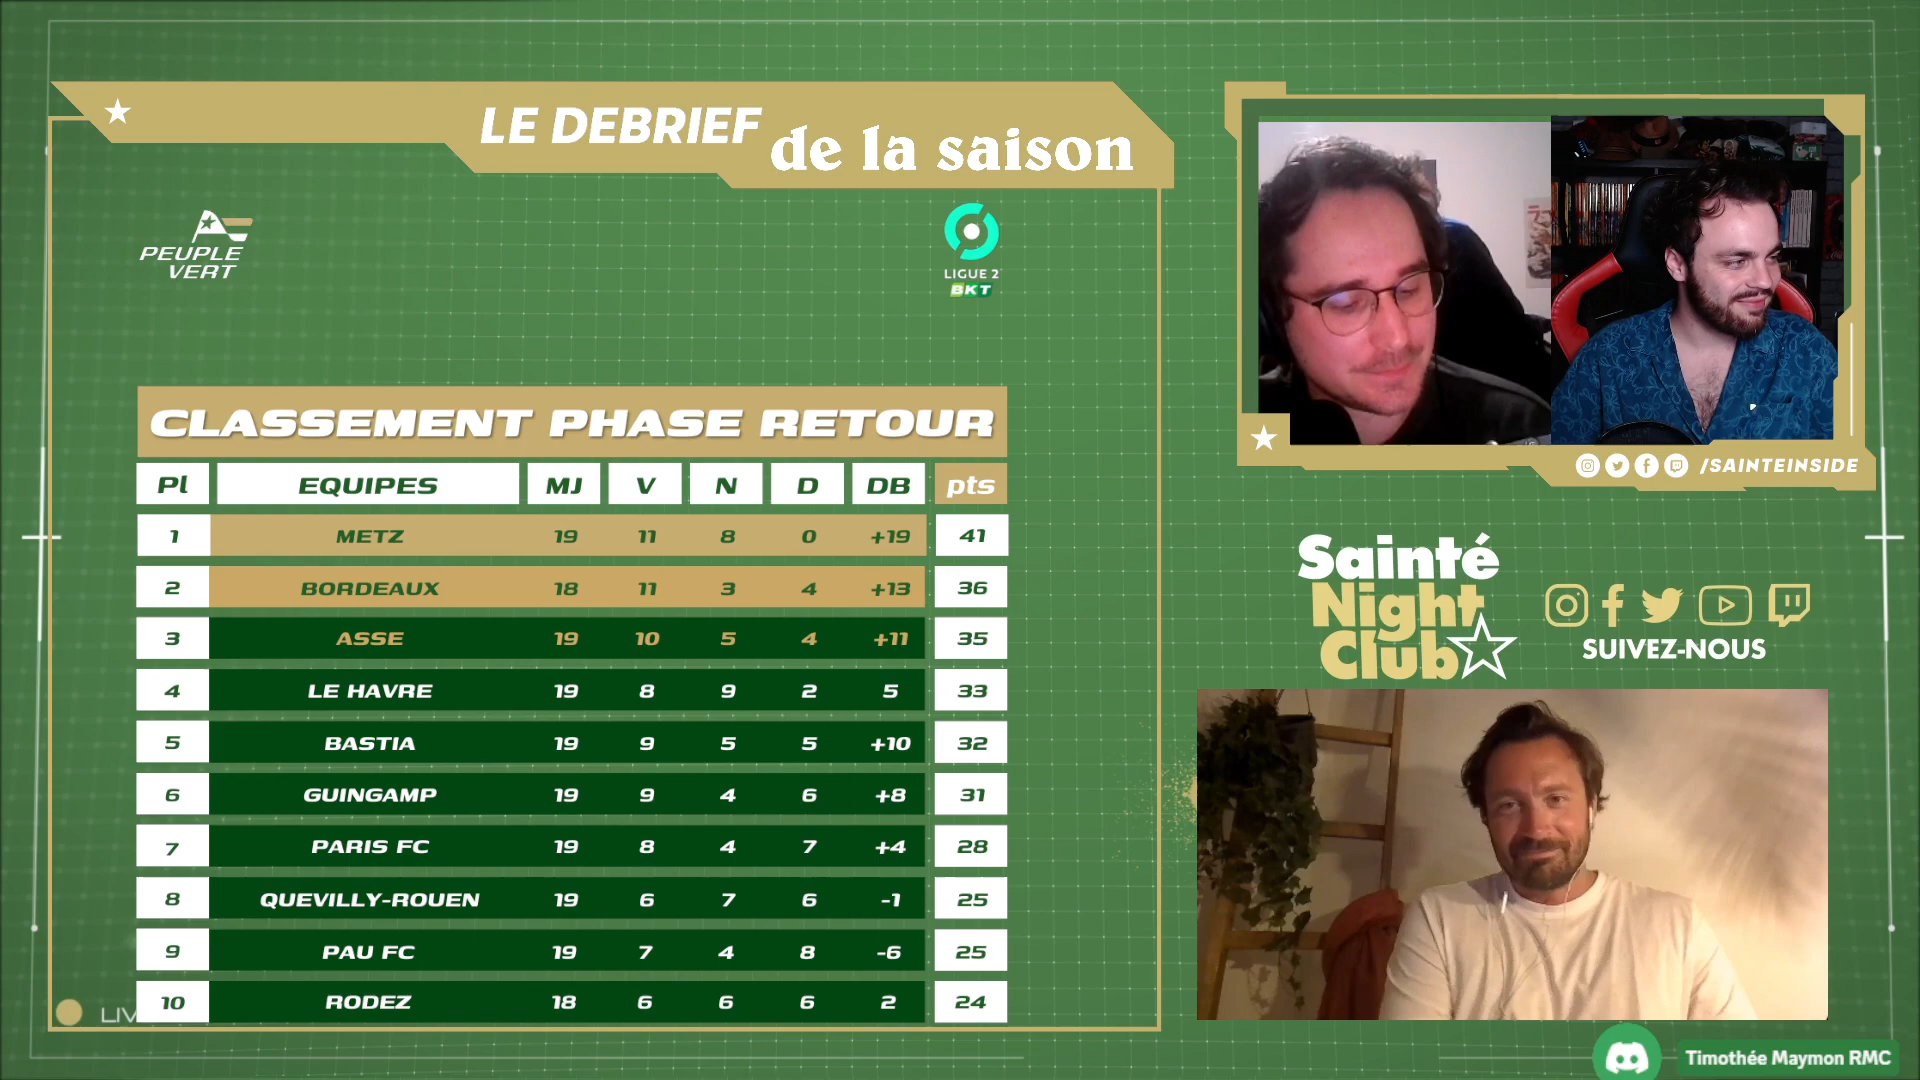 LE DEBRIEF de la saison
PEUPLE
VERT
LIGUE 2
BKT
CLASSEMENT PHASE RETOUR
Pl EQUIPES MJ V N D DB pts
1 METZ 19 11 8 0 +19 41
2 BORDEAUX 18 11 3 4 +13 36
3 ASSE 19 10 5 4 +11 35
4 LE HAVRE 19 8 9 2 5 33
5 BASTIA 19 9 5 5 +10 32
6 GUINGAMP 19 9 4 6 +8 31
7 PARIS FC 19 8 4 7 +4 28
8 QUEVILLY-ROUEN 19 6 7 6 -1 25
9 PAU FC 19 7 4 8 -6 25
10 RODEZ 18 6 6 6 2 24
LIV
/SAINTEINSIDE
Sainté
Night
Club
SUIVEZ-NOUS
Timothée Maymon RMC